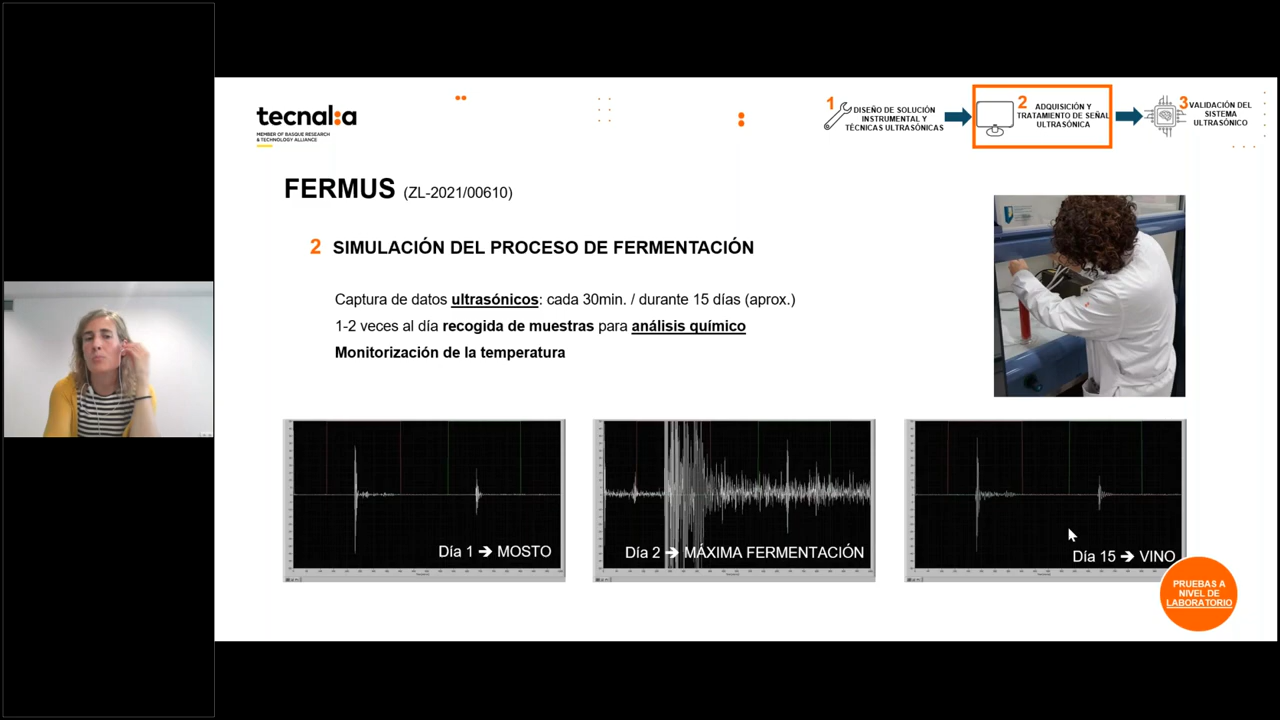 tecnal:a
MEMBER OF BASQUE RESEARCH
& TECHNOLOGY ALLIANCE
1
DISEÑO DE SOLUCIÓN
INSTRUMENTAL Y
TÉCNICAS ULTRASÓNICAS
2
ADQUISICIÓN Y
TRATAMIENTO DE SEÑAL
ULTRASÓNICA
3
VALIDACIÓN DEL
SISTEMA
ULTRASÓNICO
FERMUS (ZL-2021/00610)
2 SIMULACIÓN DEL PROCESO DE FERMENTACIÓN
Captura de datos ultrasónicos: cada 30min. / durante 15 días (aprox.)
1-2 veces al día recogida de muestras para análisis químico
Monitorización de la temperatura
Día 1 ➔ MOSTO
Día 2 ➔ MÁXIMA FERMENTACIÓN
Día 15 ➔ VINO
PRUEBAS A
NIVEL DE
LABORATORIO